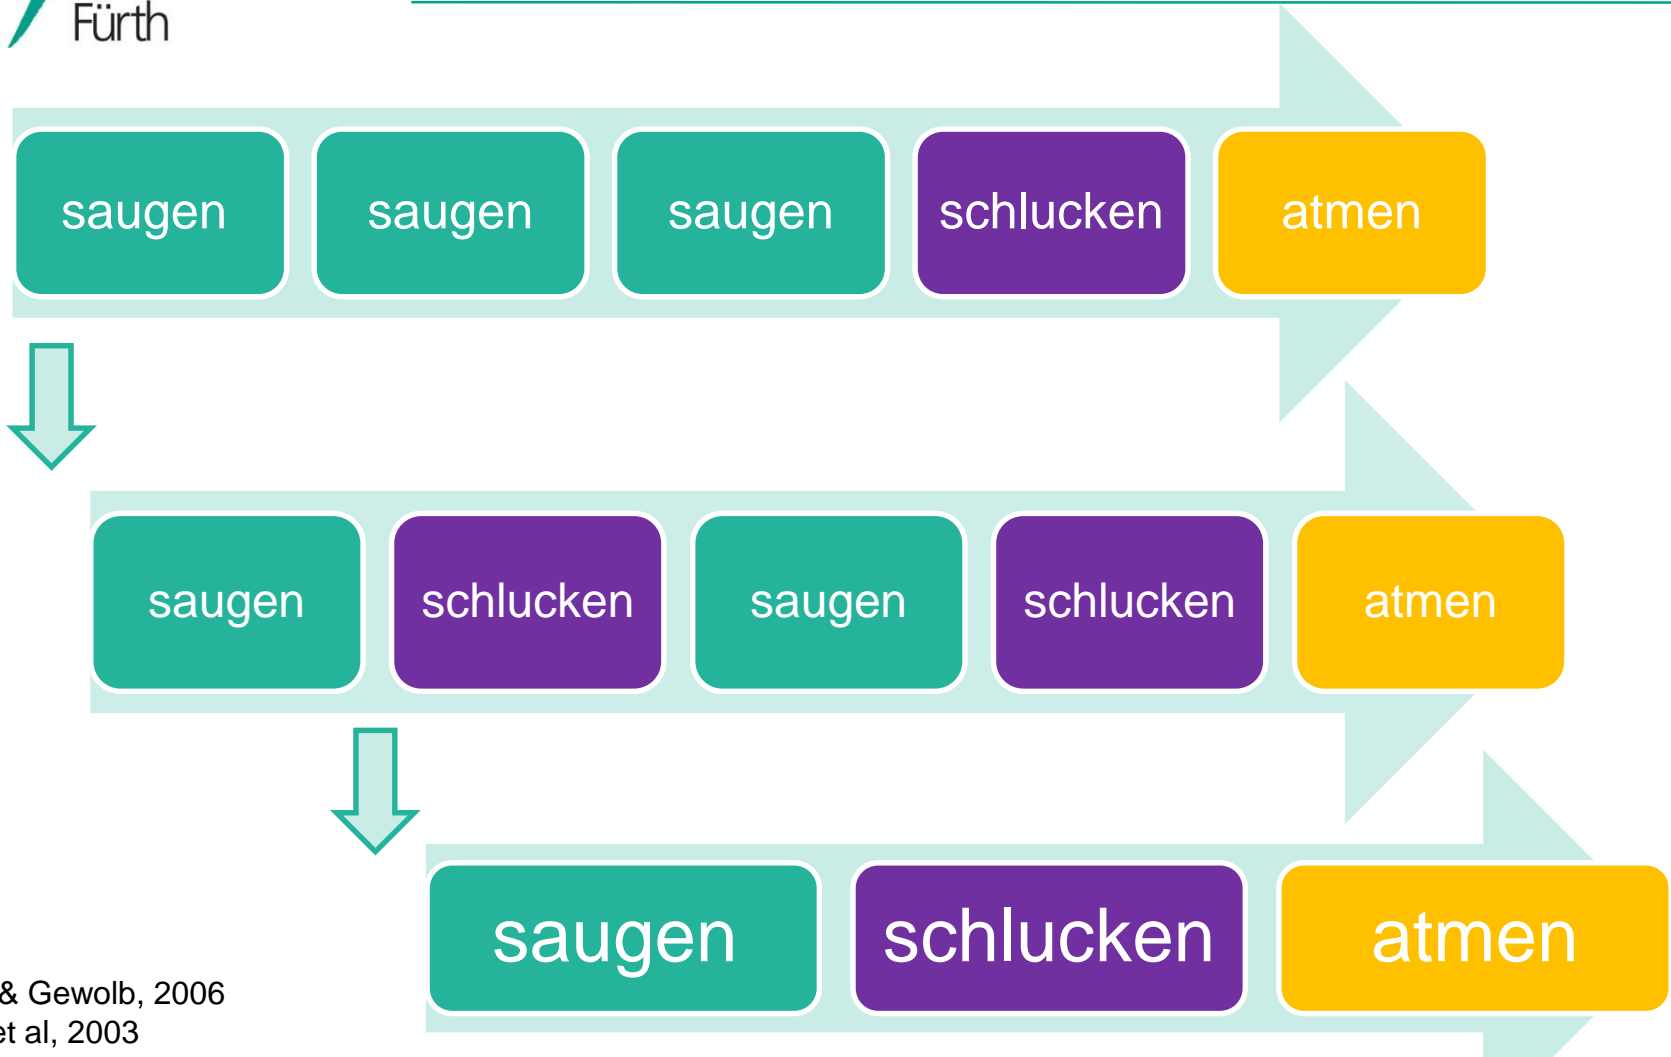 Fürth
saugen saugen saugen schlucken atmen
saugen schlucken saugen schlucken atmen
saugen schlucken atmen
& Gewolb, 2006
et al, 2003